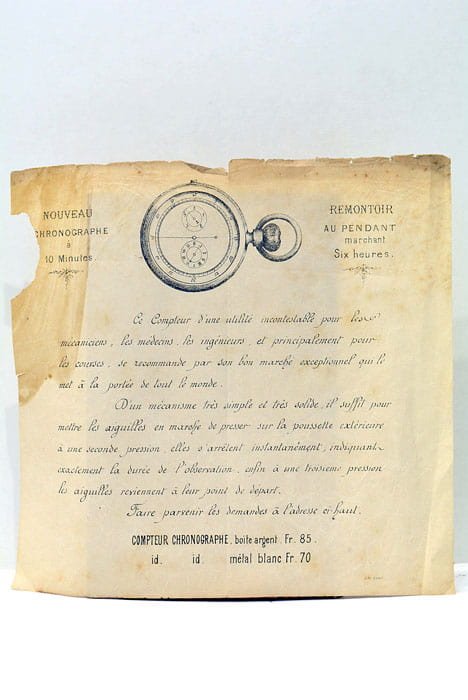 NOUVEAU
CHRONOGRAPHE
à
10 Minutes.
REMONTOIR
AU PENDANT
marchant
Six heures.
Ce Compteur d'une utilité incontestable pour les
mécaniciens, les médecins, les ingénieurs, et principalement pour
les courses, se recommande par son bon marché exceptionnel qui le
met à la portée de tout le monde.
D'un mécanisme très simple et très solide, il suffit pour
mettre les aiguilles en marche de presser sur la poussette extérieure
à une seconde pression, elles s'arrêtent instantanément, indiquant
exactement la durée de l'observation, enfin à une troisième pression
les aiguilles reviennent à leur point de départ.
Faire parvenir les demandes à l'adresse ci-haut.
COMPTEUR CHRONOGRAPHE, boite argent. Fr. 85.
id. id. métal blanc Fr. 70